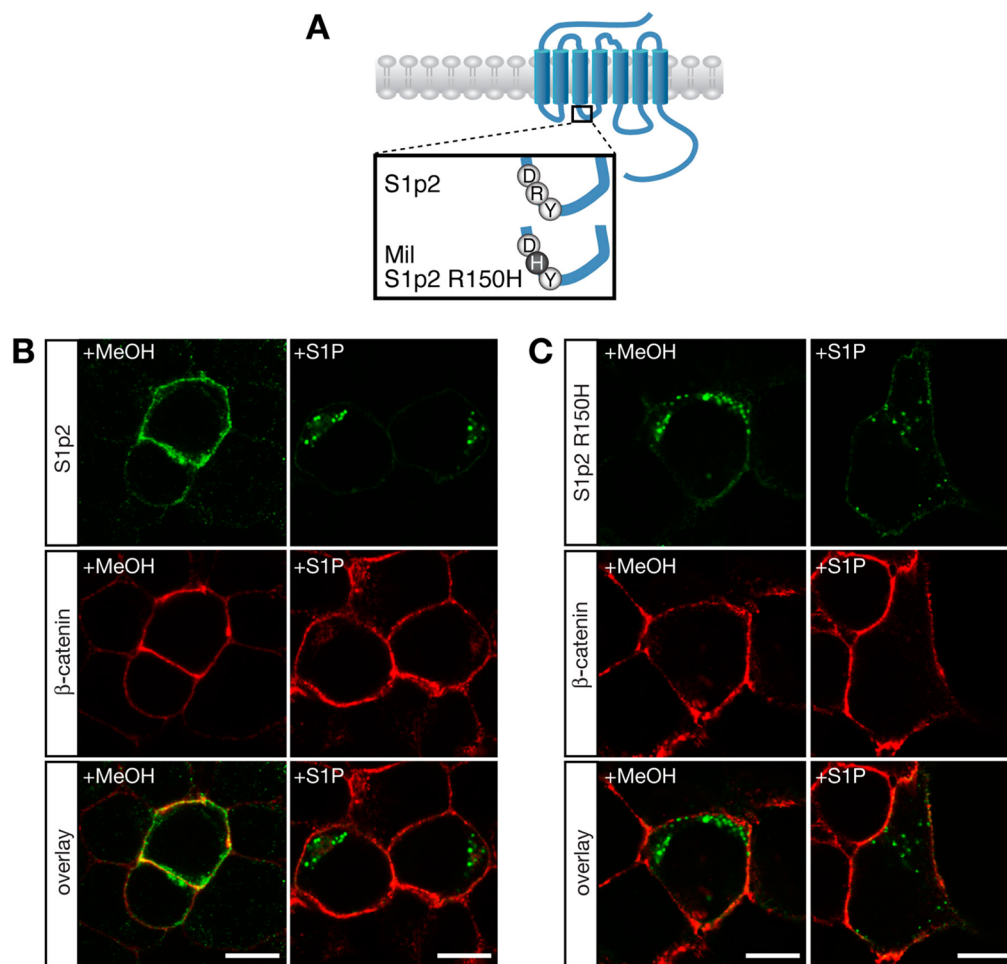 A
S1p2
D
R
Y
Mil
S1p2 R150H
D
H
Y
B
S1p2
+MeOH
+S1P
β-catenin
+MeOH
+S1P
overlay
+MeOH
+S1P
C
S1p2 R150H
+MeOH
+S1P
β-catenin
+MeOH
+S1P
overlay
+MeOH
+S1P